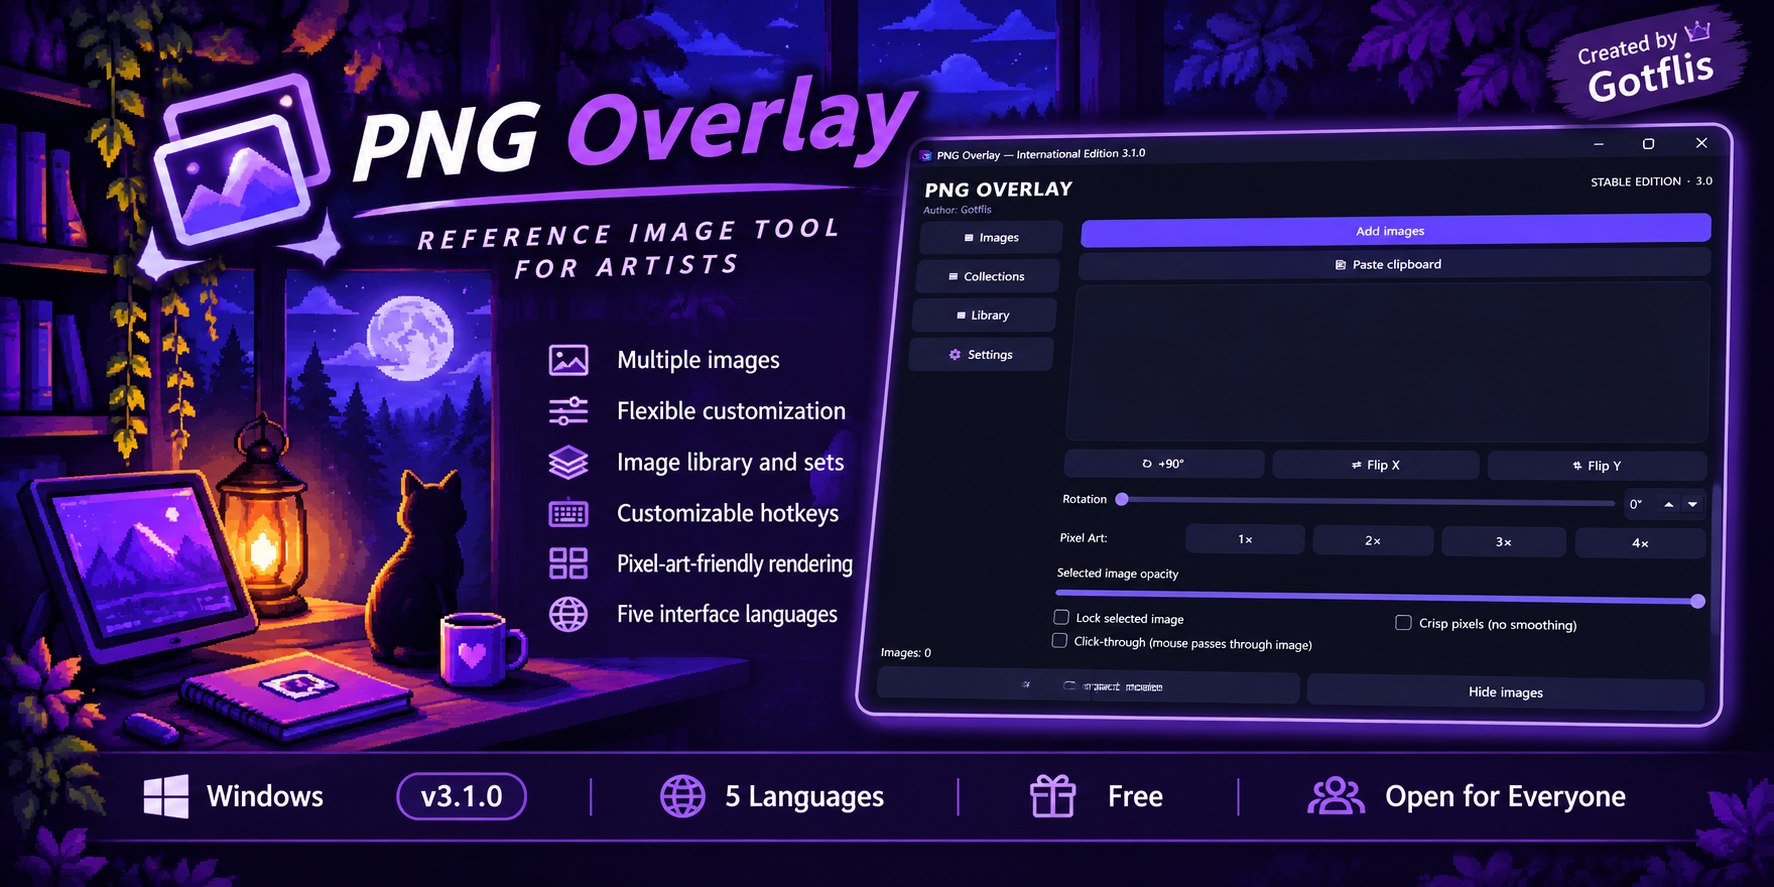 Created by
Gotflis
PNG Overlay
REFERENCE IMAGE TOOL
FOR ARTISTS
Multiple images
Flexible customization
Image library and sets
Customizable hotkeys
Pixel-art-friendly rendering
Five interface languages
PNG Overlay — International Edition 3.1.0
PNG OVERLAY
STABLE EDITION · 3.0
Author: Gotflis
Images
Collections
Library
Settings
Add images
Paste clipboard
+90°
Flip X
Flip Y
Rotation
0°
Pixel Art:
1×
2×
3×
4×
Selected image opacity
Lock selected image
Crisp pixels (no smoothing)
Click-through (mouse passes through image)
Images: 0
Hide images
Windows
v3.1.0
5 Languages
Free
Open for Everyone